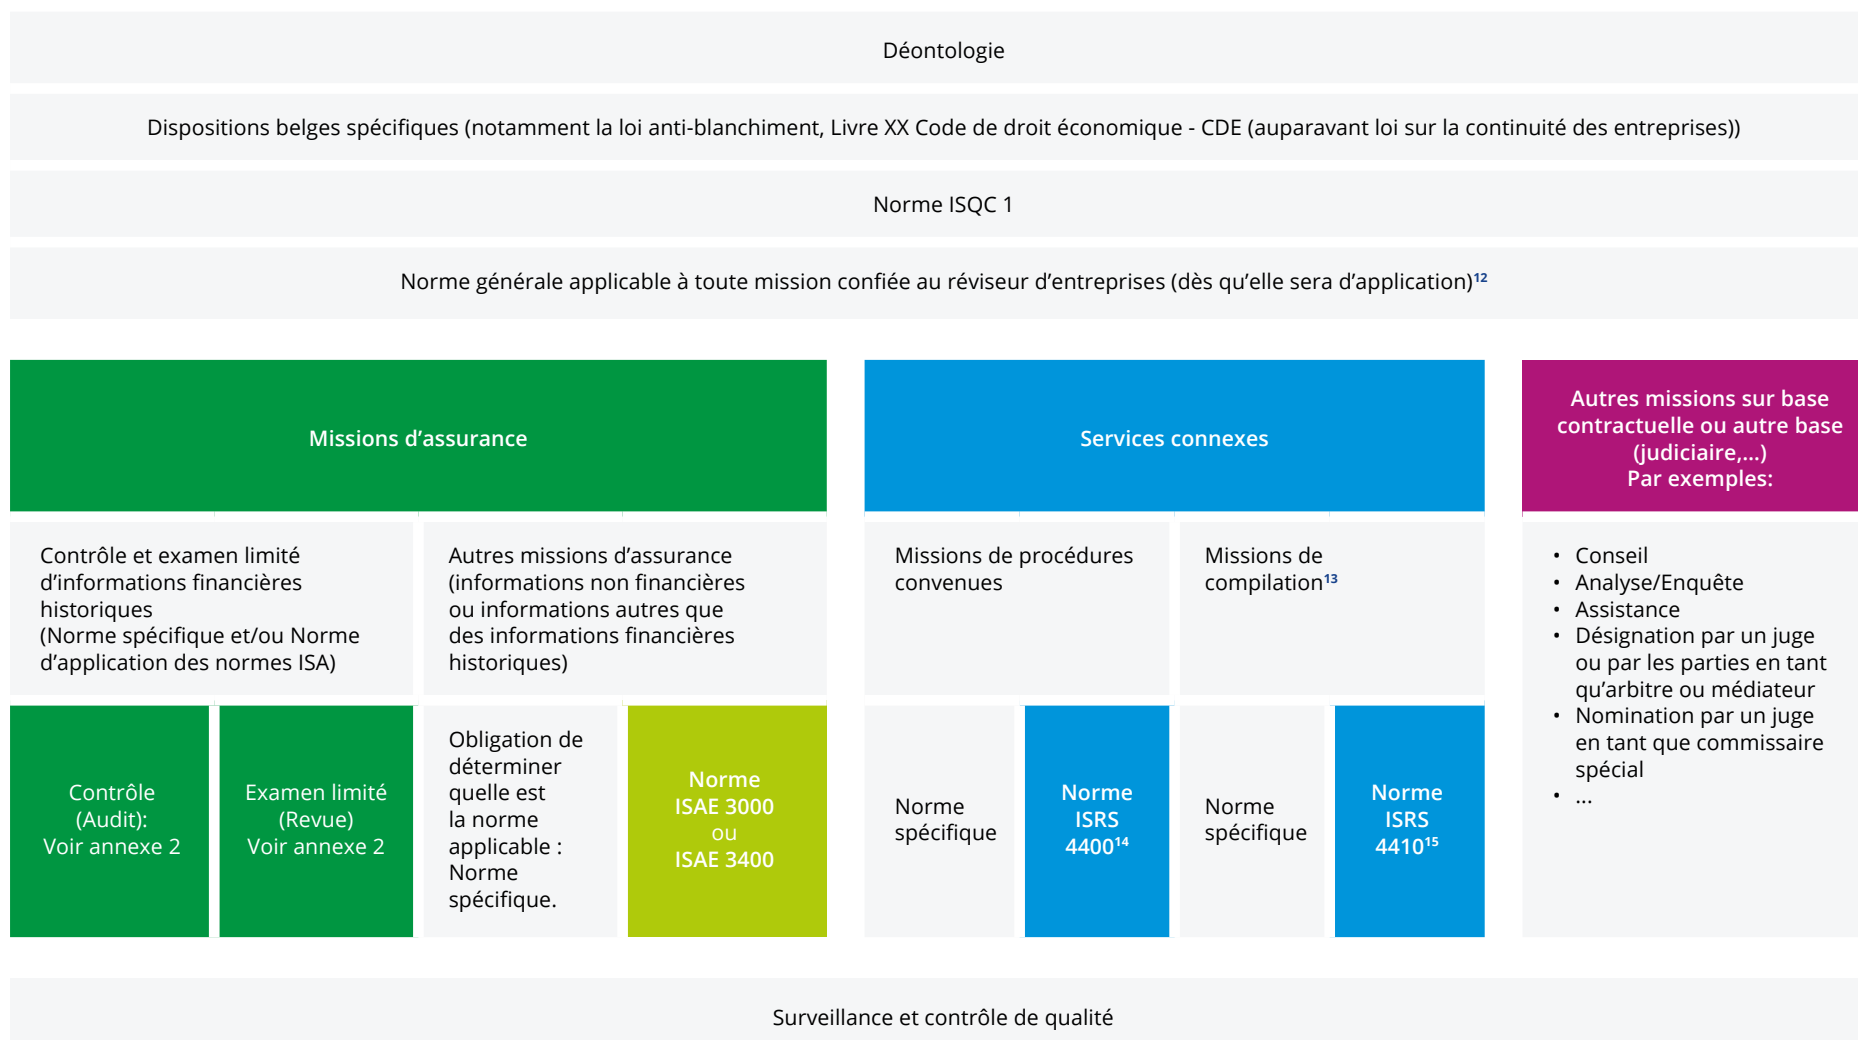 Déontologie
Dispositions belges spécifiques (notamment la loi anti-blanchiment, Livre XX Code de droit économique - CDE (auparavant loi sur la continuité des entreprises))
Norme ISQC 1
Norme générale applicable à toute mission confiée au réviseur d’entreprises (dès qu’elle sera d’application)¹²
Missions d’assurance
Contrôle et examen limité
d’informations financières
historiques
(Norme spécifique et/ou Norme
d’application des normes ISA)
Autres missions d’assurance
(informations non financières
ou informations autres que
des informations financières
historiques)
Contrôle
(Audit):
Voir annexe 2
Examen limité
(Revue)
Voir annexe 2
Obligation de
déterminer
quelle est
la norme
applicable :
Norme
spécifique.
Norme
ISAE 3000
ou
ISAE 3400
Services connexes
Missions de procédures
convenues
Missions de
compilation¹³
Norme
spécifique
Norme
ISRS
4400¹⁴
Norme
spécifique
Norme
ISRS
4410¹⁵
Autres missions sur base
contractuelle ou autre base
(judiciaire,...)
Par exemples:
• Conseil
• Analyse/Enquête
• Assistance
• Désignation par un juge
ou par les parties en tant
qu’arbitre ou médiateur
• Nomination par un juge
en tant que commissaire
spécial
• ...
Surveillance et contrôle de qualité